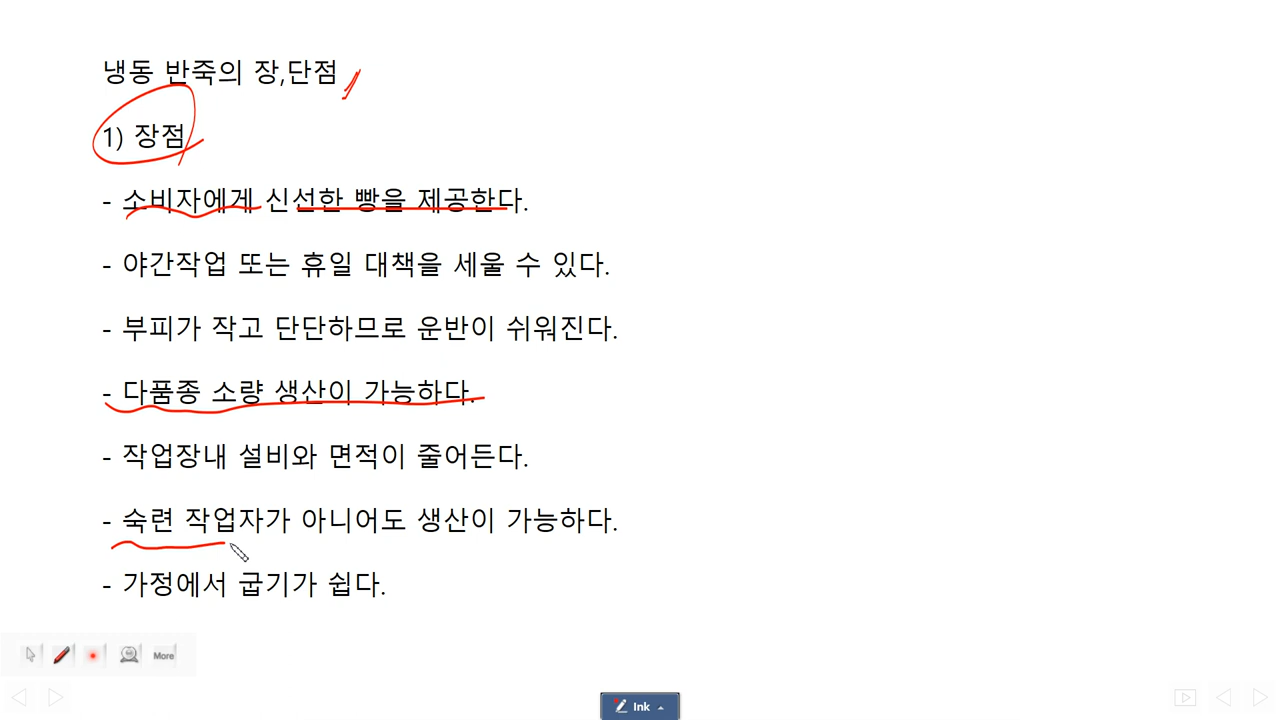 냉동 반죽의 장,단점
1) 장점
- 소비자에게 신선한 빵을 제공한다.
- 야간작업 또는 휴일 대책을 세울 수 있다.
- 부피가 작고 단단하므로 운반이 쉬워진다.
- 다품종 소량 생산이 가능하다.
- 작업장내 설비와 면적이 줄어든다.
- 숙련 작업자가 아니어도 생산이 가능하다.
- 가정에서 굽기가 쉽다.
More
Ink